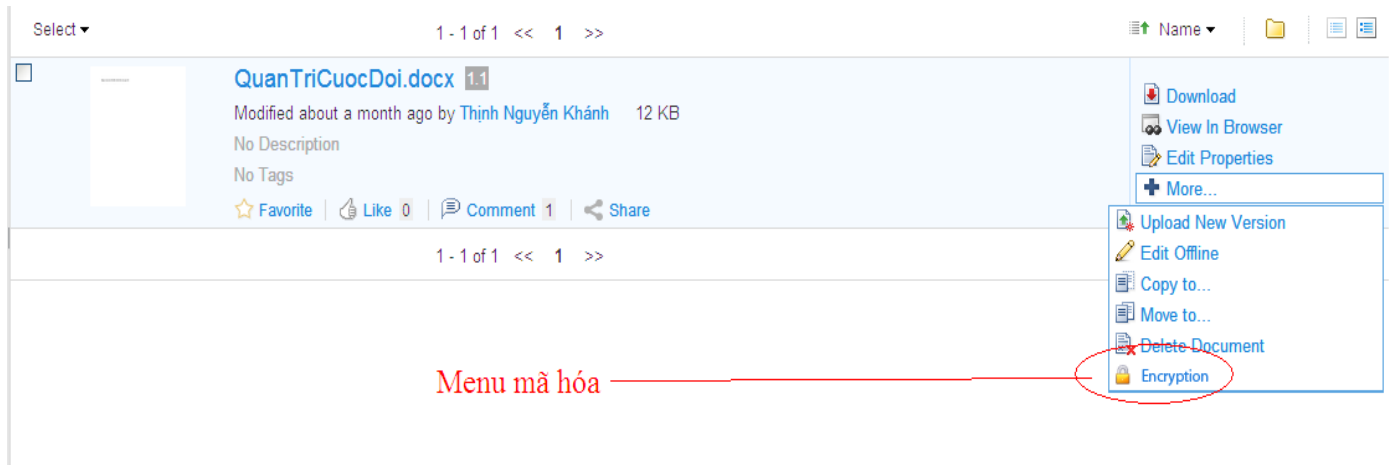 Select
1 - 1 of 1 << 1 >>
Name
QuanTriCuocDoi.docx 1.1
Modified about a month ago by Thịnh Nguyễn Khánh 12 KB
No Description
No Tags
Favorite Like 0 Comment 1 Share
Download
View In Browser
Edit Properties
More...
Upload New Version
Edit Offline
Copy to...
Move to...
Delete Document
Encryption
1 - 1 of 1 << 1 >>
Menu mã hóa